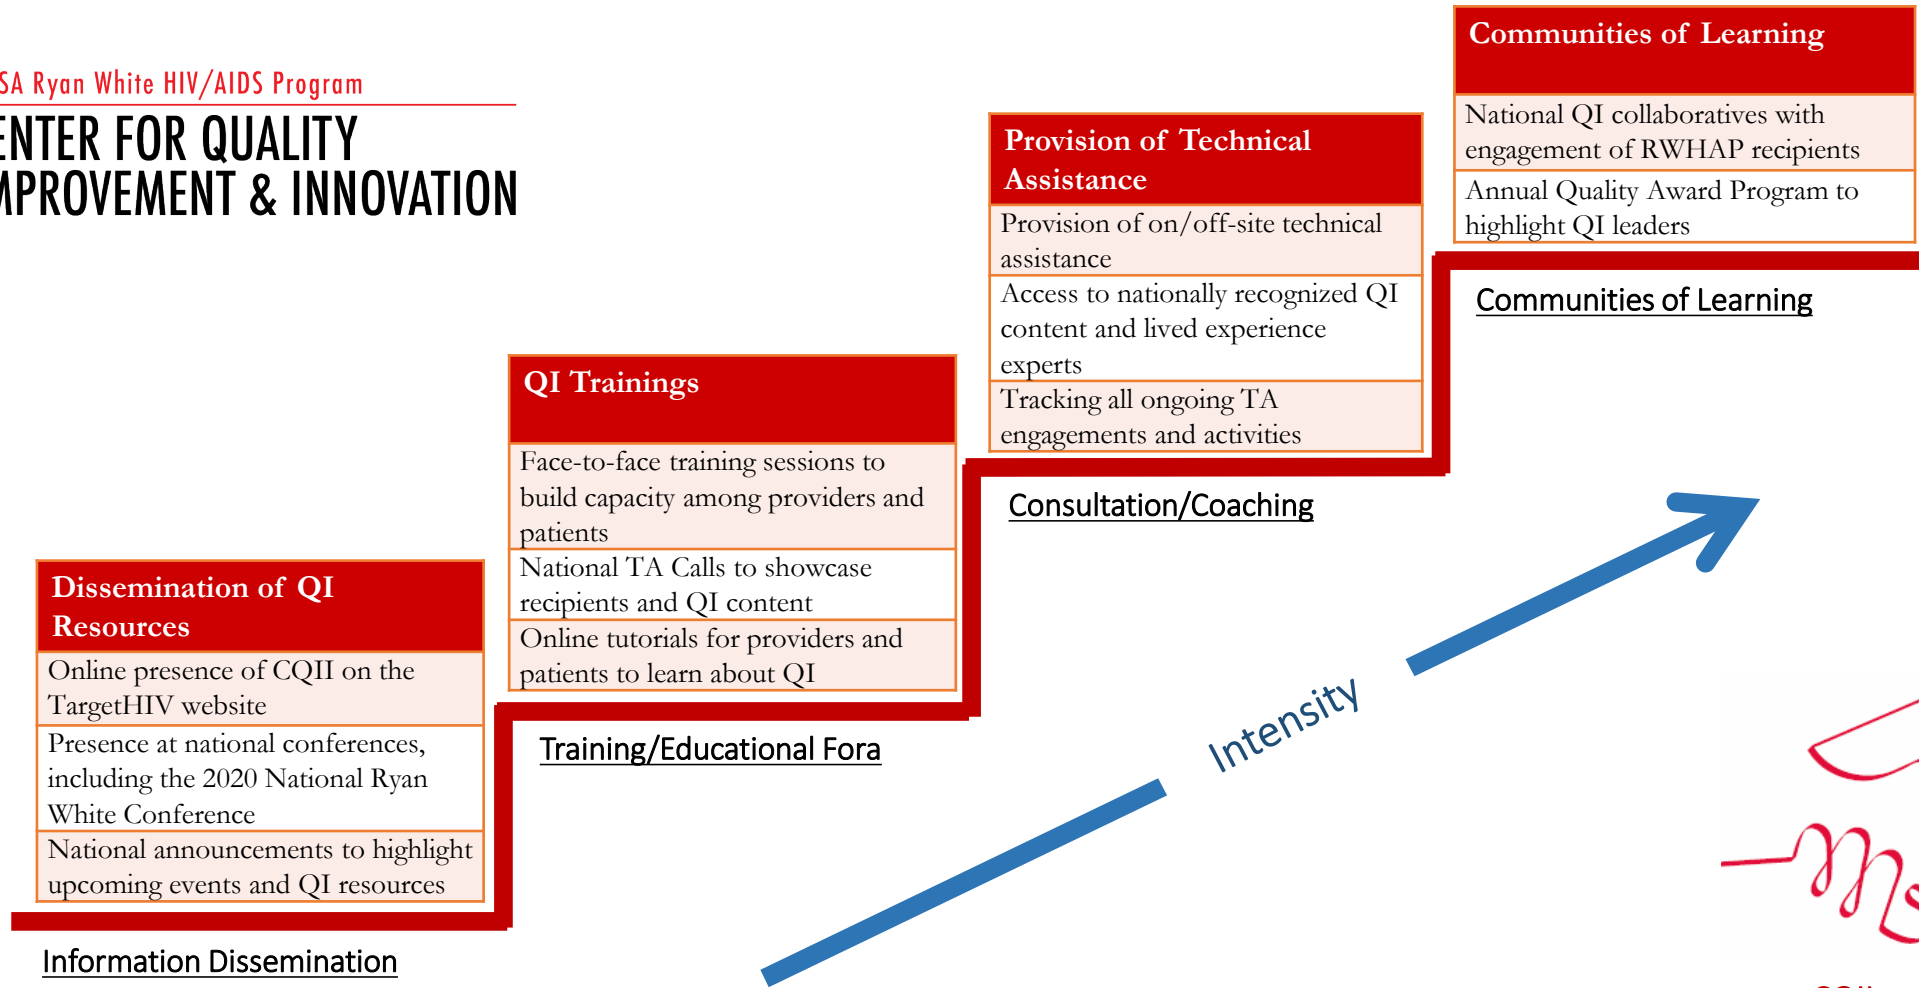 SA Ryan White HIV/AIDS Program
ENTER FOR QUALITY
MPROVEMENT & INNOVATION
Dissemination of QI
Resources
Online presence of CQII on the
TargetHIV website
Presence at national conferences,
including the 2020 National Ryan
White Conference
National announcements to highlight
upcoming events and QI resources
Information Dissemination
QI Trainings
Face-to-face training sessions to
build capacity among providers and
patients
National TA Calls to showcase
recipients and QI content
Online tutorials for providers and
patients to learn about QI
Training/Educational Fora
Provision of Technical
Assistance
Provision of on/off-site technical
assistance
Access to nationally recognized QI
content and lived experience
experts
Tracking all ongoing TA
engagements and activities
Consultation/Coaching
Communities of Learning
National QI collaboratives with
engagement of RWHAP recipients
Annual Quality Award Program to
highlight QI leaders
Communities of Learning
Intensity